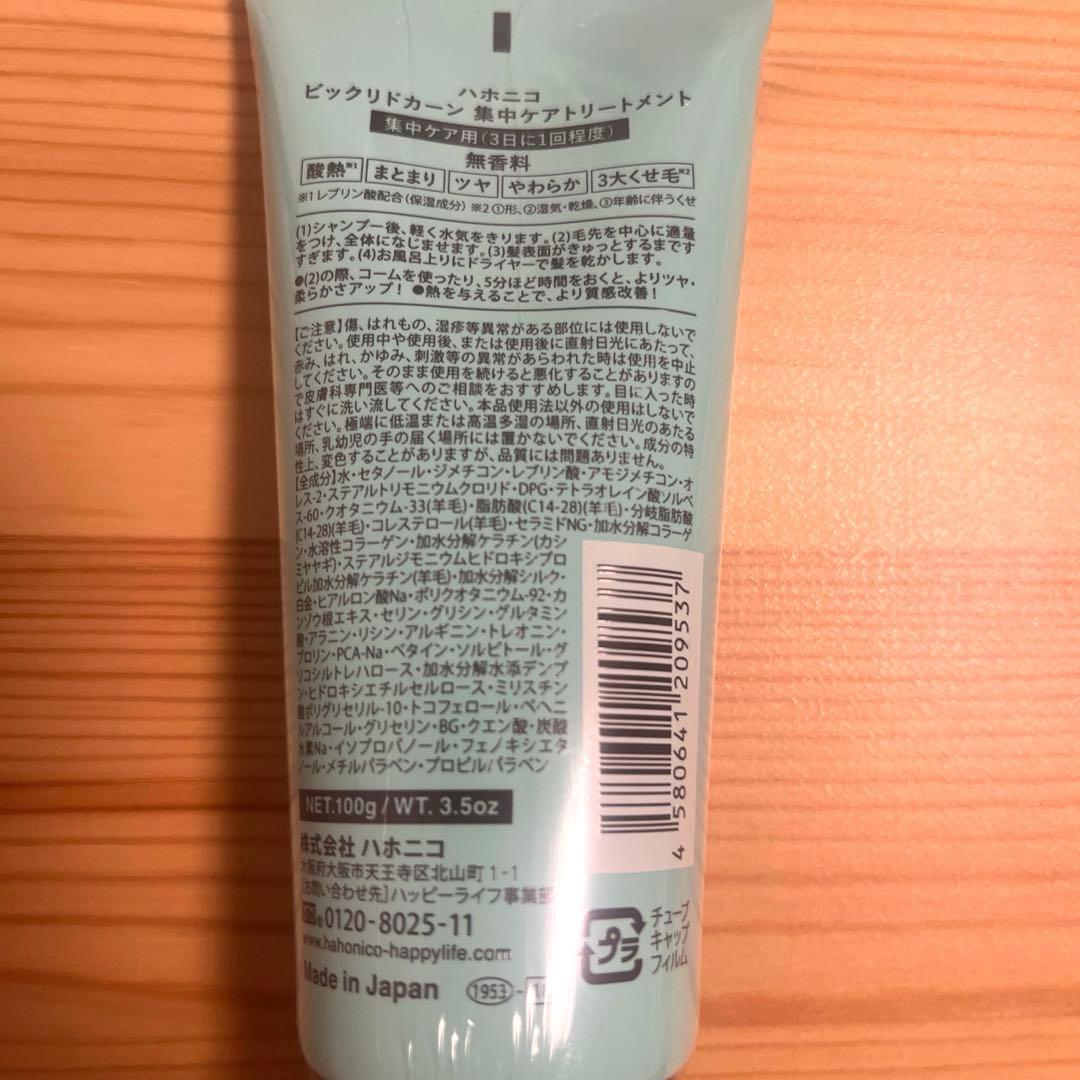 ハホニコ
ビックリドカーン 集中ケアトリートメント
集中ケア用(3日に1回程度)
無香料
酸熱※1 まとまり ツヤ やわらか 3大くせ毛※2
※1 レブリン酸配合(保湿成分) ※2 ①形、②湿気・乾燥、③年齢に伴うくせ
(1)シャンプー後、軽く水気をきります。(2)毛先を中心に適量
をつけ、全体になじませます。(3)髪表面がきゅっとするまです
すぎます。(4)お風呂上りにドライヤーで髪を乾かします。
●(2)の際、コームを使ったり、5分ほど時間をおくと、よりツヤ・
柔らかさアップ! ●熱を与えることで、より質感改善!
【ご注意】傷、はれもの、湿疹等異常がある部位には使用しないで
ください。使用中や使用後、または使用後に直射日光にあたって、
赤み、はれ、かゆみ、刺激等の異常があらわれた時は使用を中止
してください。そのまま使用を続けると悪化することがありますの
で皮膚科専門医等へのご相談をおすすめします。目に入った時
はすぐに洗い流してください。本品使用法以外の使用はしないで
ください。極端に低温または高温多湿の場所、直射日光のあたる
場所、乳幼児の手の届く場所には置かないでください。成分の特
性上、変色することがありますが、品質には問題ありません。
【全成分】水・セタノール・ジメチコン・レブリン酸・アモジメチコン・オ
レス-2・ステアルトリモニウムクロリド・DPG・テトラオレイン酸ソルベ
ス-60・クオタニウム-33(羊毛)・脂肪酸(C14-28)(羊毛)・分岐脂肪酸
(C14-28)(羊毛)・コレステロール(羊毛)・セラミドNG・加水分解コラーゲ
ン・水溶性コラーゲン・加水分解ケラチン(カシ
ミヤヤギ)・ステアルジモニウムヒドロキシプロ
ピル加水分解ケラチン(羊毛)・加水分解シルク・
白金・ヒアルロン酸Na・ポリクオタニウム-92・カ
ンゾウ根エキス・セリン・グリシン・グルタミン
酸・アラニン・リシン・アルギニン・トレオニン・
プロリン・PCA-Na・ベタイン・ソルビトール・グ
リコシルトレハロース・加水分解水添デンプ
ン・ヒドロキシエチルセルロース・ミリスチン
酸ポリグリセリル-10・トコフェロール・ベヘニ
ルアルコール・グリセリン・BG・クエン酸・炭酸
水素Na・イソプロパノール・フェノキシエタ
ノール・メチルパラベン・プロピルパラベン
NET.100g / WT. 3.5oz
株式会社 ハホニコ
大阪府大阪市天王寺区北山町1-1
[お問い合わせ先]ハッピーライフ事業部
0120-8025-11
www.hahonico-happylife.com
Made in Japan
1953 -
4 580641 209537
プラ
チューブ
キャップ
フィルム